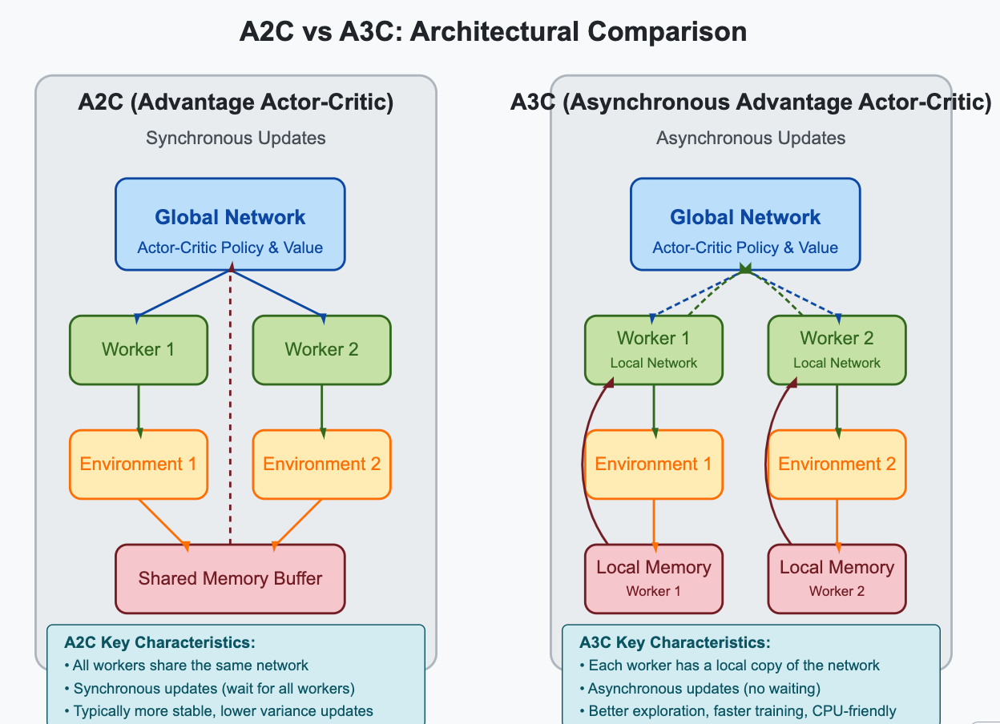 A2C vs A3C: Architectural Comparison
A2C (Advantage Actor-Critic)
Synchronous Updates
Global Network
Actor-Critic Policy & Value
Worker 1
Worker 2
Environment 1
Environment 2
Shared Memory Buffer
A2C Key Characteristics:
• All workers share the same network
• Synchronous updates (wait for all workers)
• Typically more stable, lower variance updates
A3C (Asynchronous Advantage Actor-Critic)
Asynchronous Updates
Global Network
Actor-Critic Policy & Value
Worker 1
Local Network
Worker 2
Local Network
Environment 1
Environment 2
Local Memory
Worker 1
Local Memory
Worker 2
A3C Key Characteristics:
• Each worker has a local copy of the network
• Asynchronous updates (no waiting)
• Better exploration, faster training, CPU-friendly